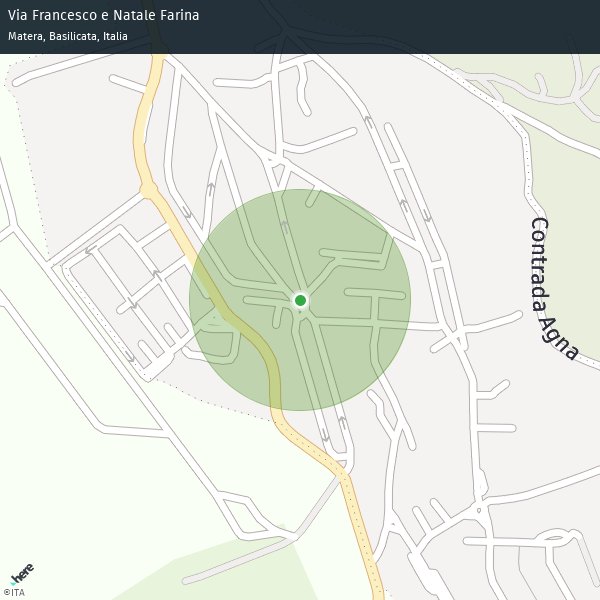 Via Francesco e Natale Farina
Matera, Basilicata, Italia
Contrada Agna
here
©ITA